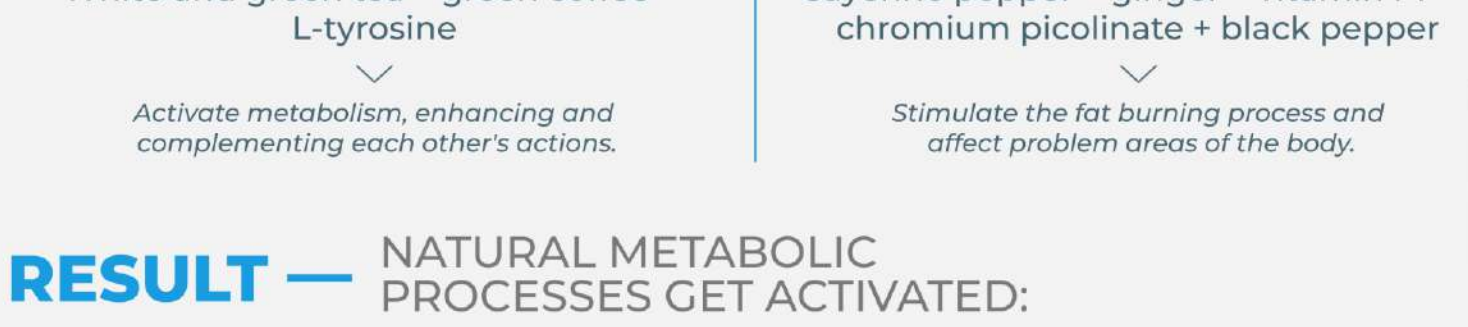 L-tyrosine
chromium picolinate + black pepper
Activate metabolism, enhancing and
complementing each other's actions.
Stimulate the fat burning process and
affect problem areas of the body.
RESULT — NATURAL METABOLIC
PROCESSES GET ACTIVATED: